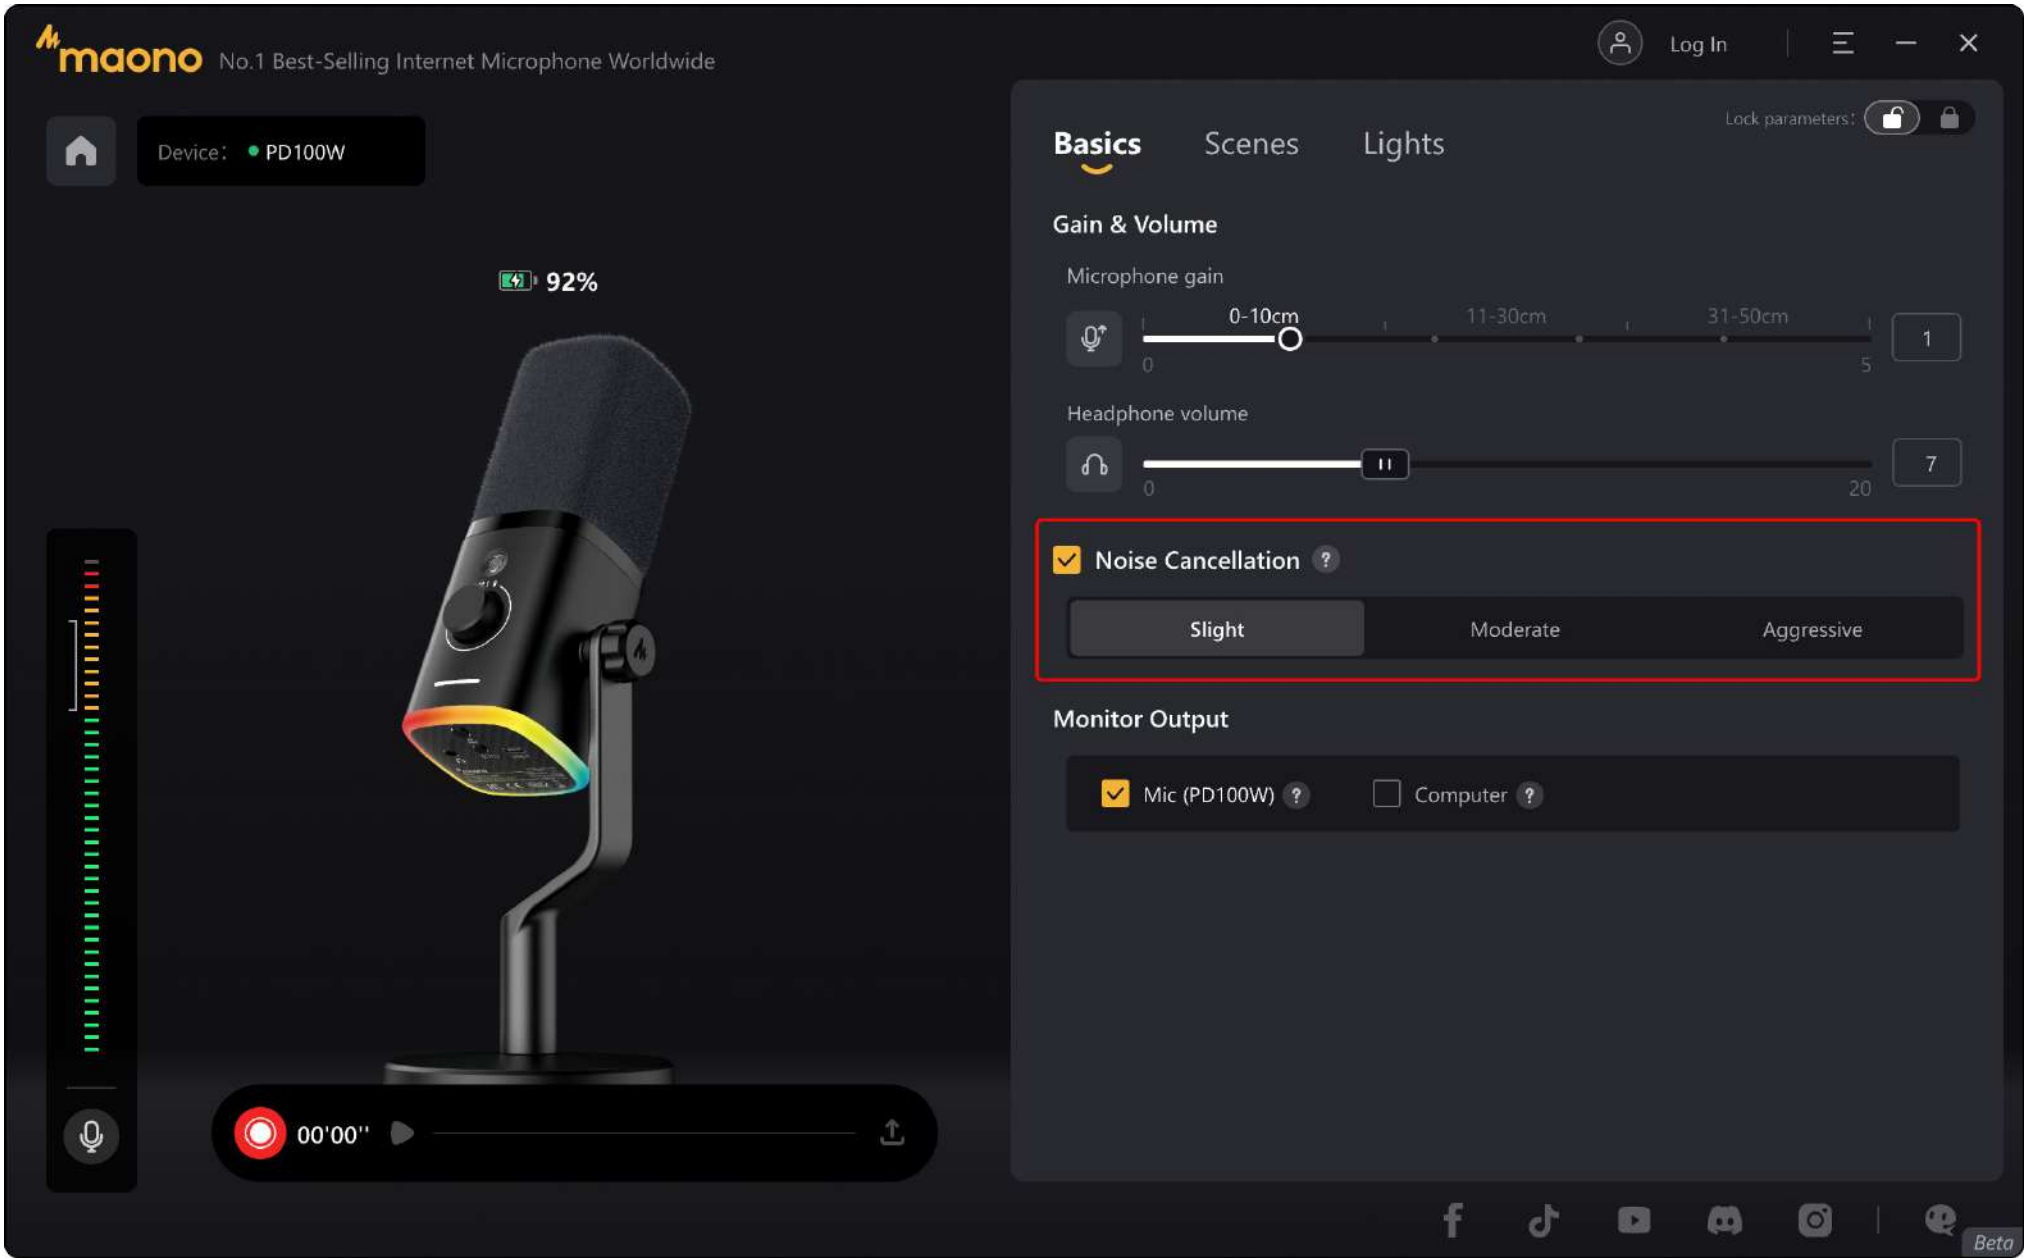 maono No.1 Best-Selling Internet Microphone Worldwide
Log In
Device: PD100W
Lock parameters:
Basics Scenes Lights
Gain & Volume
92%
Microphone gain
0-10cm 11-30cm 31-50cm
1
0 5
Headphone volume
7
0 20
Noise Cancellation ?
Slight Moderate Aggressive
Monitor Output
Mic (PD100W) ? Computer ?
00'00''
Beta